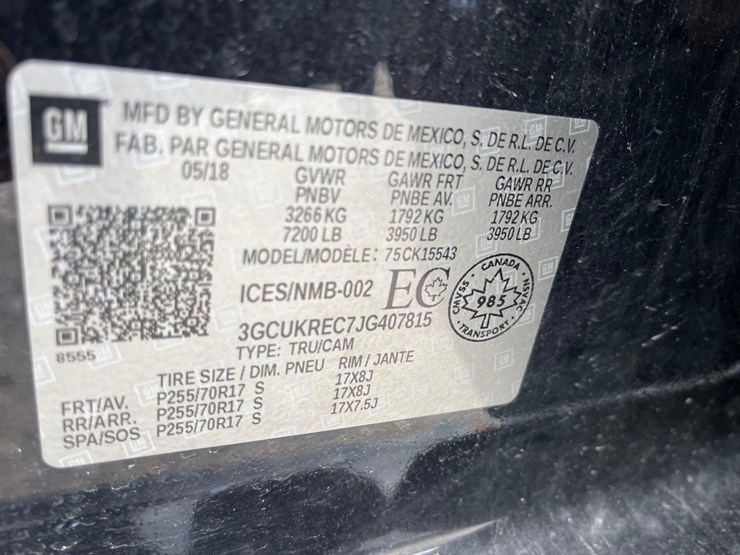 GM
MFD BY GENERAL MOTORS DE MEXICO, S. DE R.L. DE C.V.
FAB. PAR GENERAL MOTORS DE MEXICO, S. DE R.L. DE C.V.
05/18 GVWR GAWR FRT GAWR RR
PNBV PNBE AV. PNBE ARR.
3266 KG 1792 KG 1792 KG
7200 LB 3950 LB 3950 LB
MODEL/MODÈLE: 75CK15543
ICES/NMB-002 EC
CANADA
CMVSS 985 NSVAC
TRANSPORT
3GCUKREC7JG407815
8555
TYPE: TRU/CAM
TIRE SIZE / DIM. PNEU RIM / JANTE
FRT/AV. P255/70R17 S 17X8J
RR/ARR. P255/70R17 S 17X8J
SPA/SOS P255/70R17 S 17X7.5J